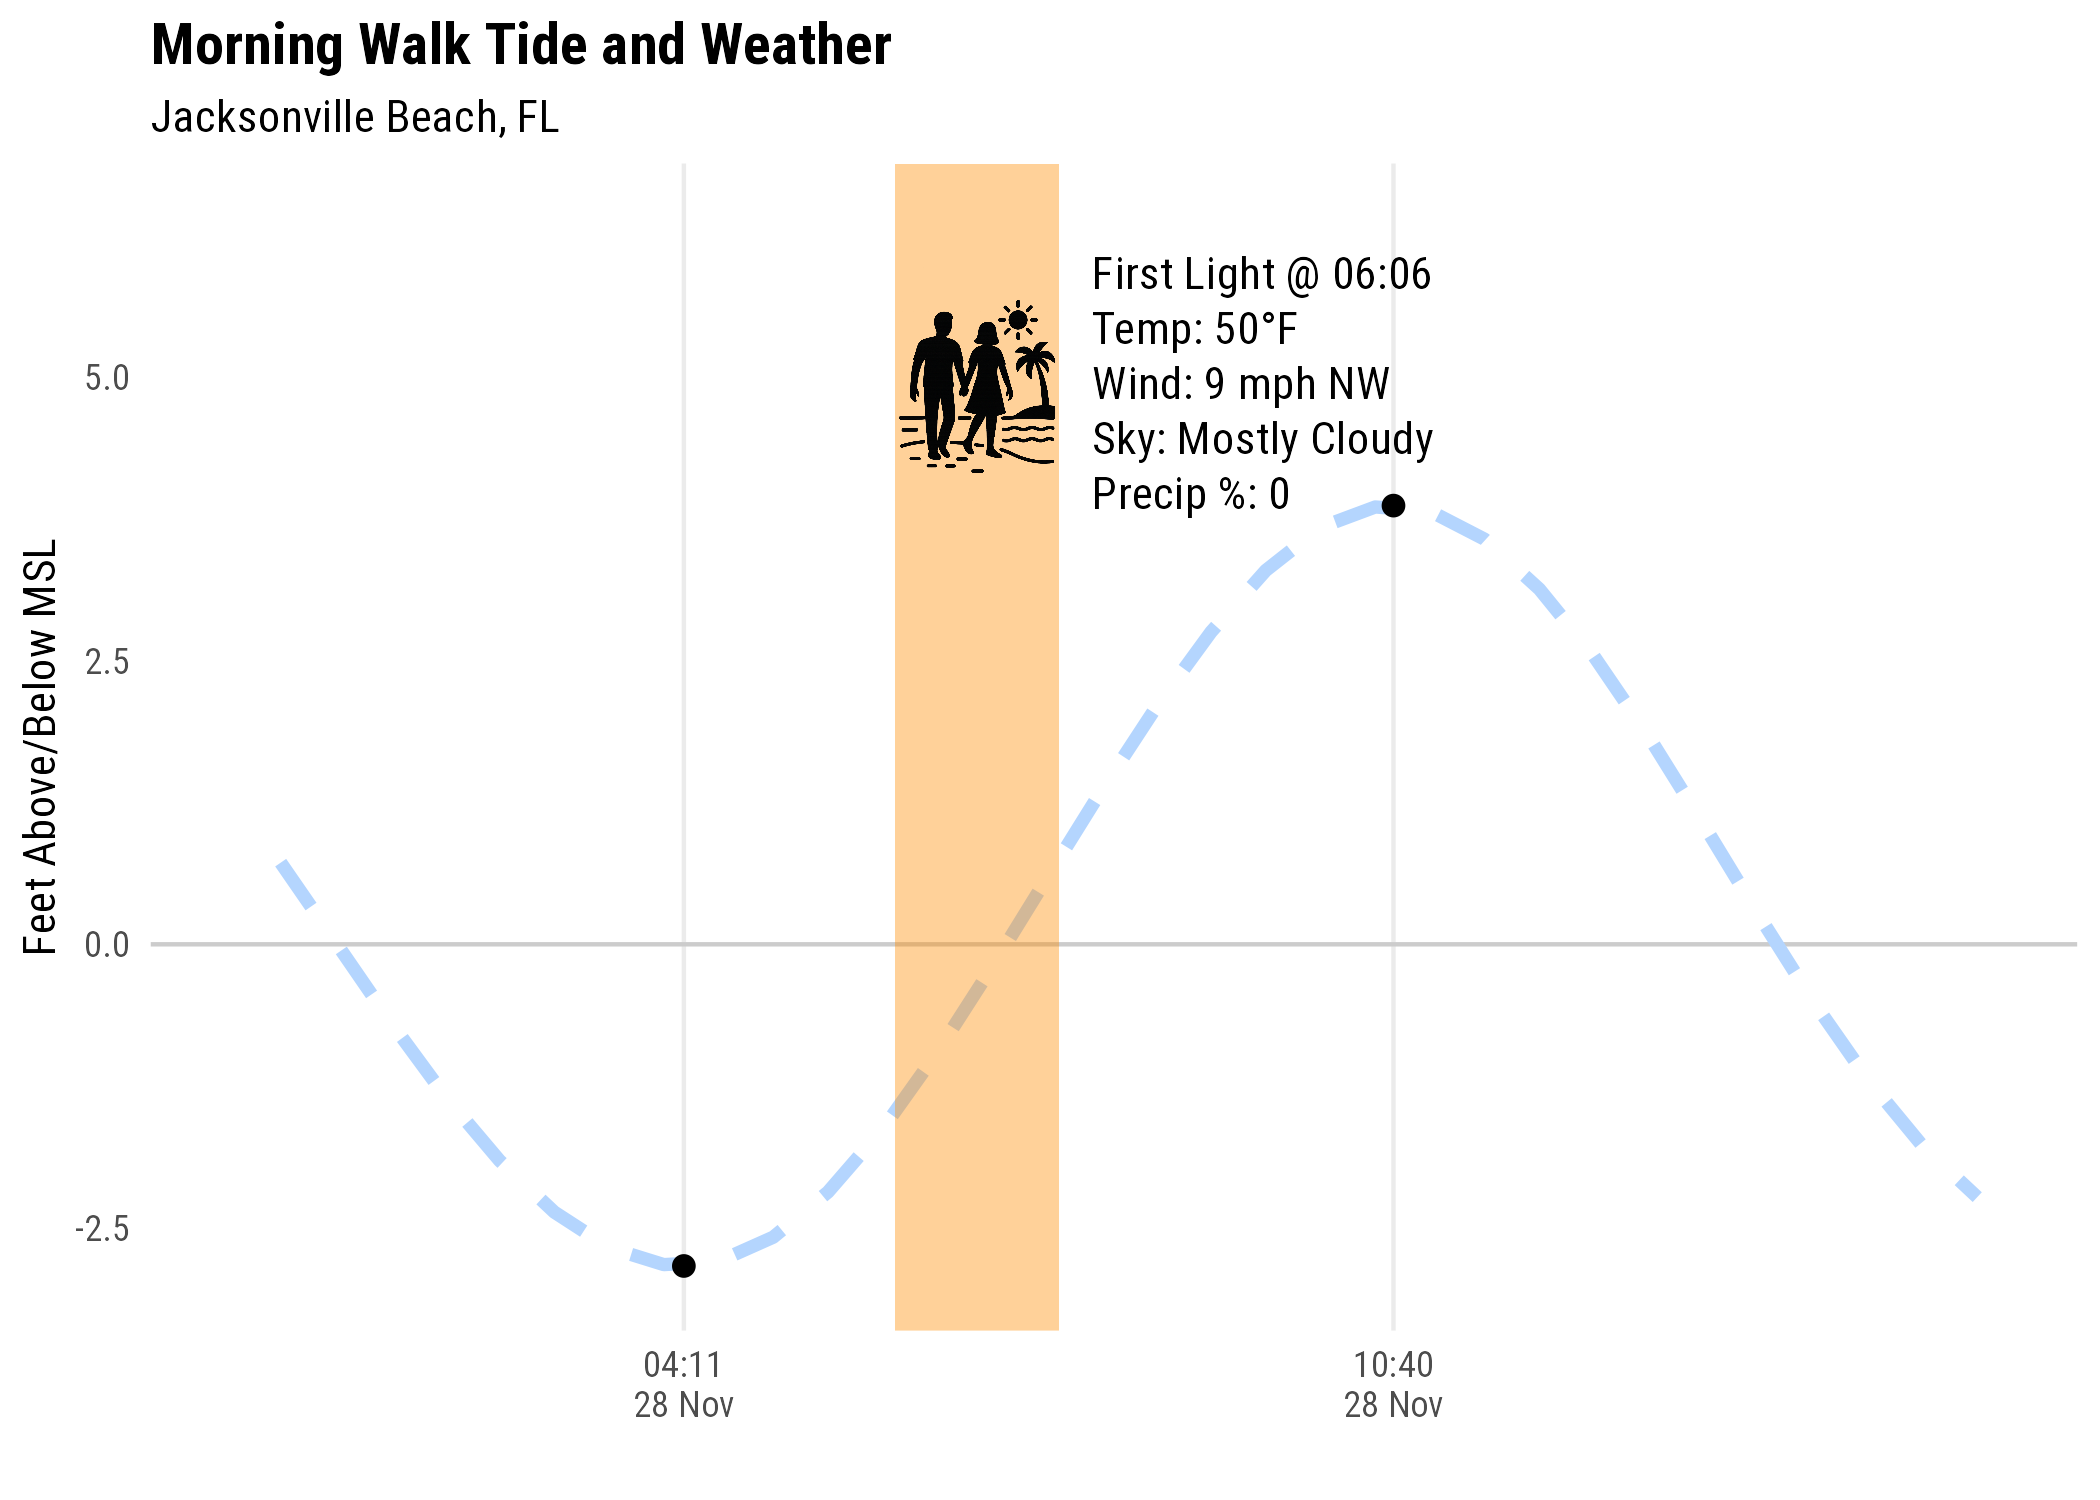 Morning Walk Tide and Weather
Jacksonville Beach, FL
First Light @ 06:06
Temp: 50°F
Wind: 9 mph NW
Sky: Mostly Cloudy
Precip %: 0
Feet Above/Below MSL
5.0
2.5
0.0
-2.5
04:11
28 Nov
10:40
28 Nov